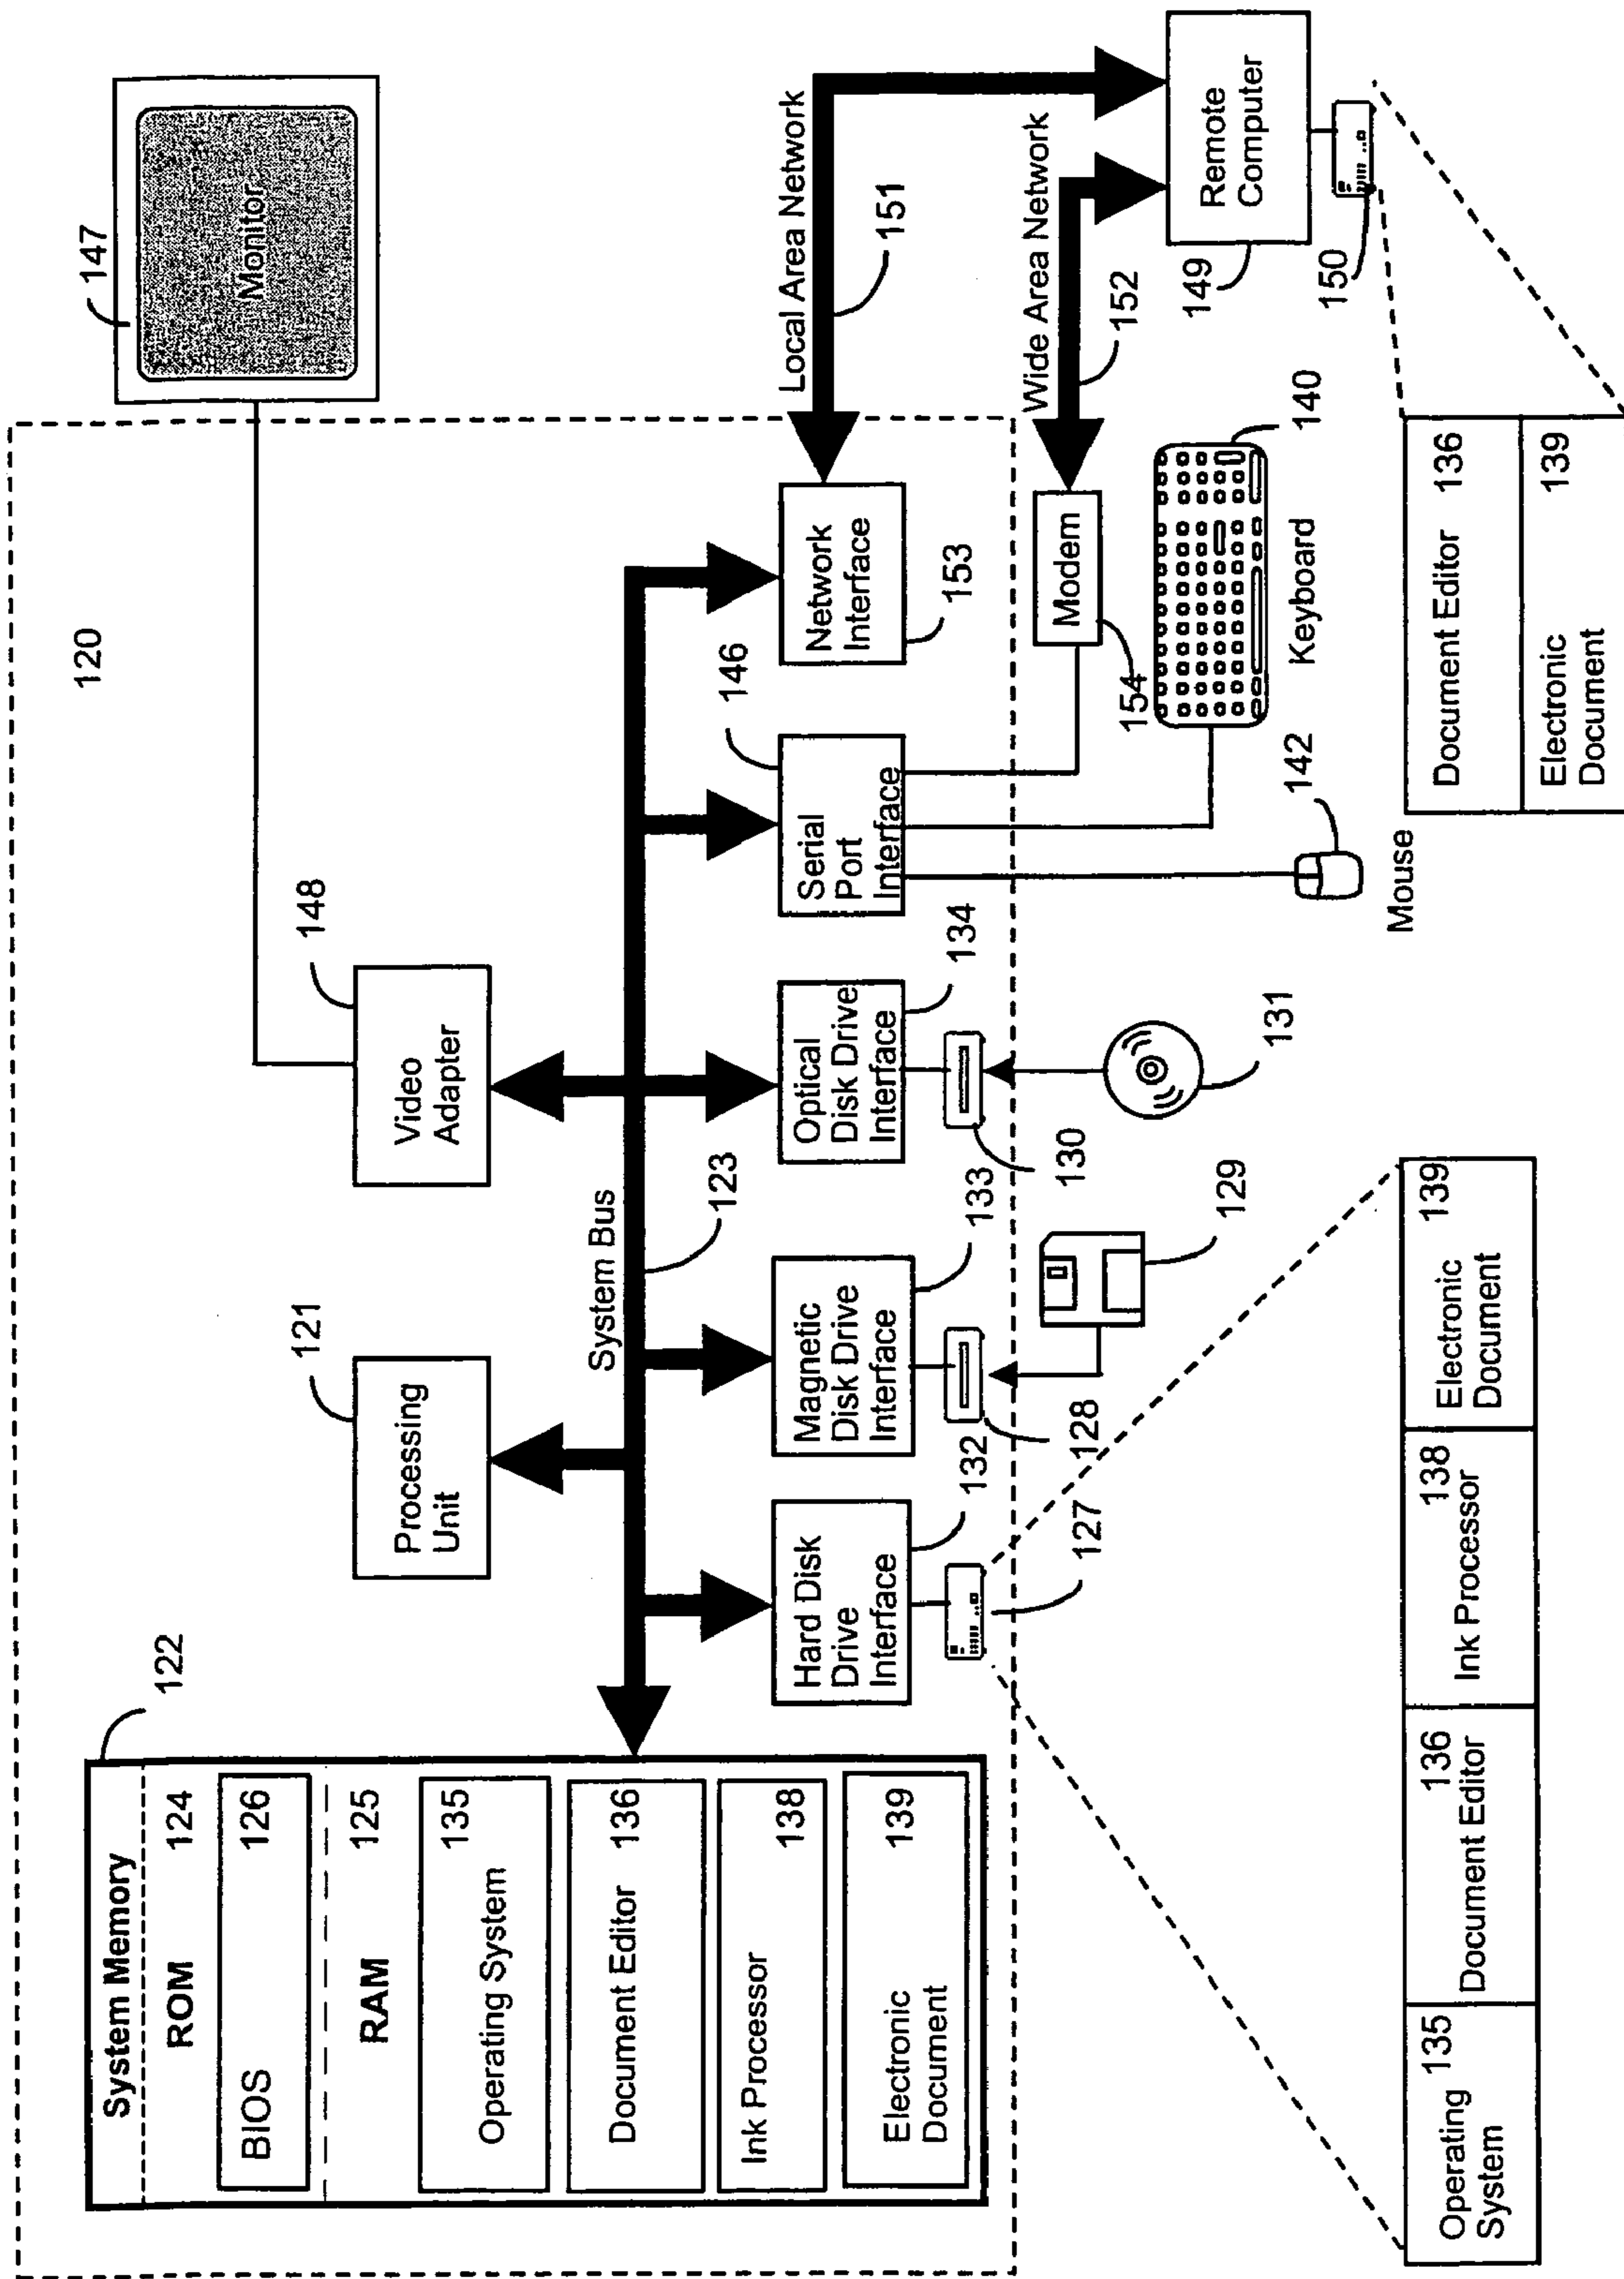 120
System Memory
122
ROM 124
BIOS 126
RAM 125
Operating System 135
Document Editor 136
Ink Processor 138
Electronic
Document
139
Processing
Unit
121
Video
Adapter
148
147
Monitor
System Bus
123
Hard Disk
Drive
Interface
132
Magnetic
Disk Drive
Interface
133
Optical
Disk Drive
Interface
134
Serial
Port
Interface
146
Network
Interface
153
Local Area Network
151
127
128
130
129
131
Modem
154
Wide Area Network
152
Remote
Computer
149
150
Keyboard
140
Mouse
142
Operating
System
135
136
Document Editor
138
Ink Processor
139
Electronic
Document
Document Editor 136
Electronic
Document
139